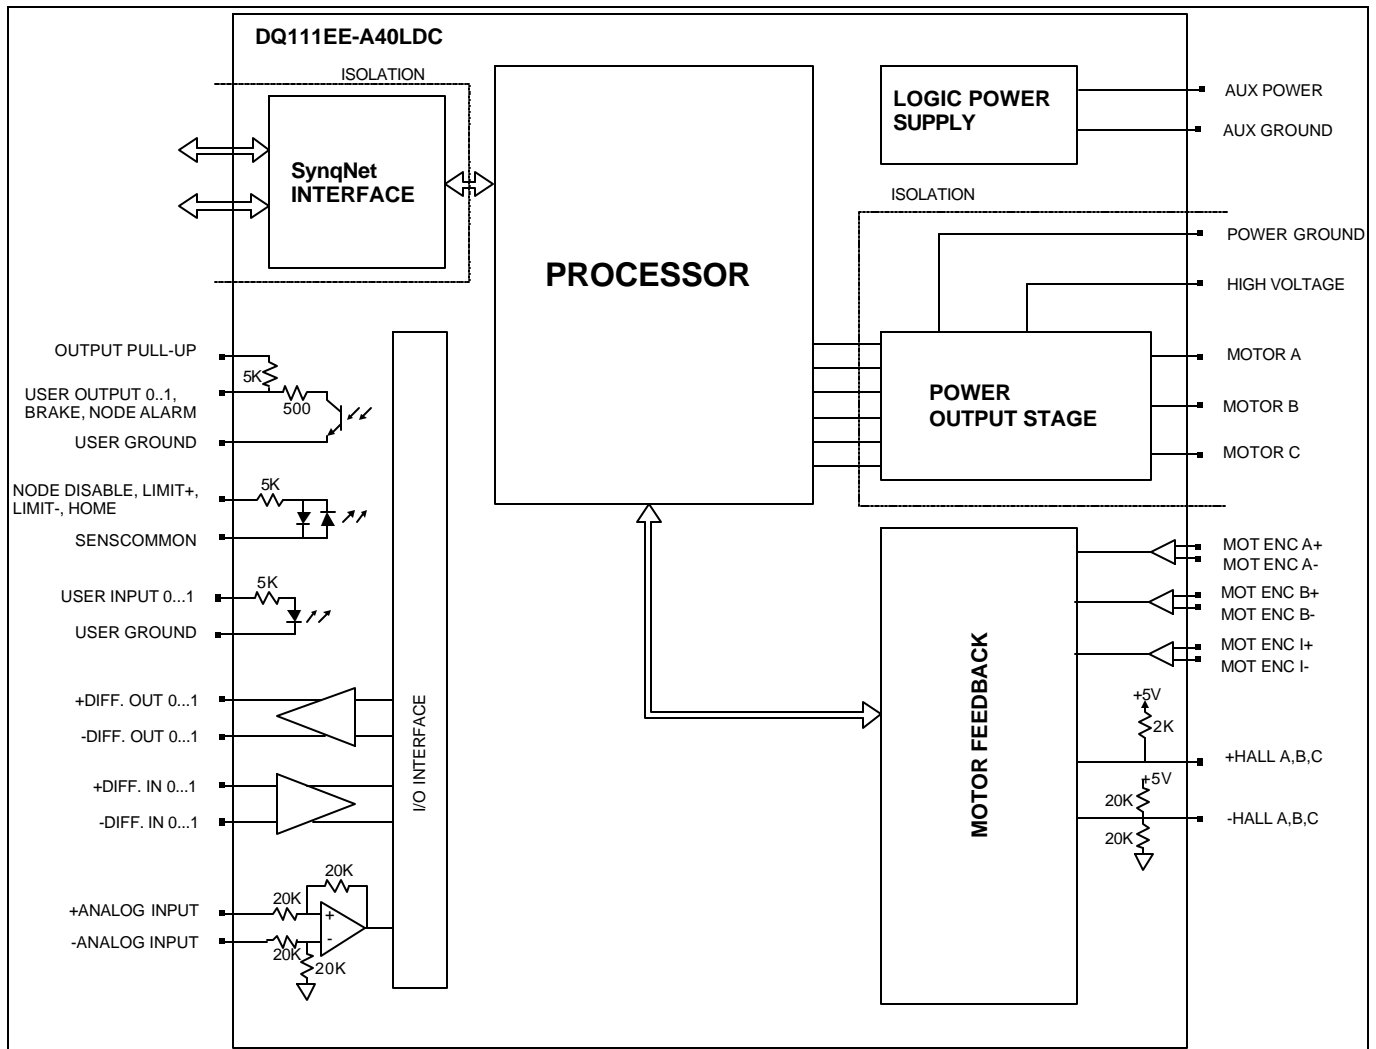 DQ111EE-A40LDC
ISOLATION
SynqNet
INTERFACE
PROCESSOR
LOGIC POWER
SUPPLY
AUX POWER
AUX GROUND
ISOLATION
POWER GROUND
HIGH VOLTAGE
POWER
OUTPUT STAGE
MOTOR A
MOTOR B
MOTOR C
OUTPUT PULL-UP
5K
USER OUTPUT 0..1,
BRAKE, NODE ALARM
500
USER GROUND
NODE DISABLE, LIMIT+,
LIMIT-, HOME
5K
SENSCOMMON
USER INPUT 0...1
5K
USER GROUND
+DIFF. OUT 0...1
-DIFF. OUT 0...1
+DIFF. IN 0...1
-DIFF. IN 0...1
+ANALOG INPUT
-ANALOG INPUT
20K
20K
+
-
20K
20K
I/O INTERFACE
MOTOR FEEDBACK
MOT ENC A+
MOT ENC A-
MOT ENC B+
MOT ENC B-
MOT ENC I+
MOT ENC I-
+5V
2K
+HALL A,B,C
+5V
20K
-HALL A,B,C
20K